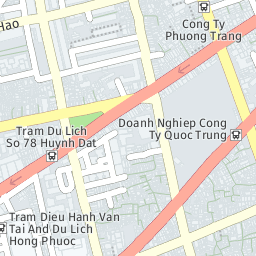 Hao
Cong Ty
Phuong Trang
Tram Du Lich
So 78 Huynh Dat
Doanh Nghiep Cong
Ty Quoc Trung
Tram Dieu Hanh Van
Tai And Du Lich
Hong Phuoc